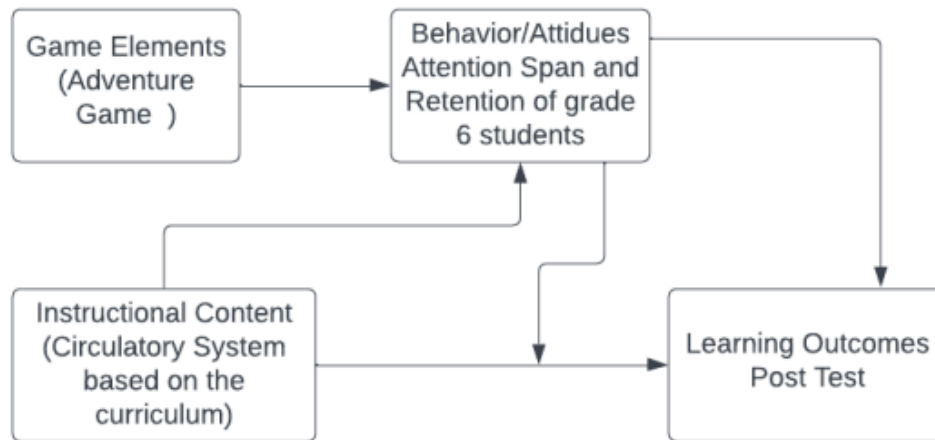 Game Elements
(Adventure
Game )
Behavior/Attidues
Attention Span and
Retention of grade
6 students
Instructional Content
(Circulatory System
based on the
curriculum)
Learning Outcomes
Post Test